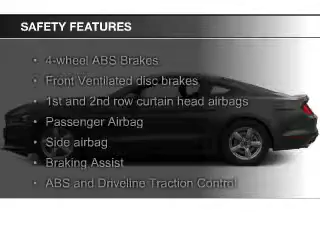 SAFETY FEATURES
• 4-wheel ABS Brakes
• Front Ventilated disc brakes
• 1st and 2nd row curtain head airbags
• Passenger Airbag
• Side airbag
• Braking Assist
• ABS and Driveline Traction Control